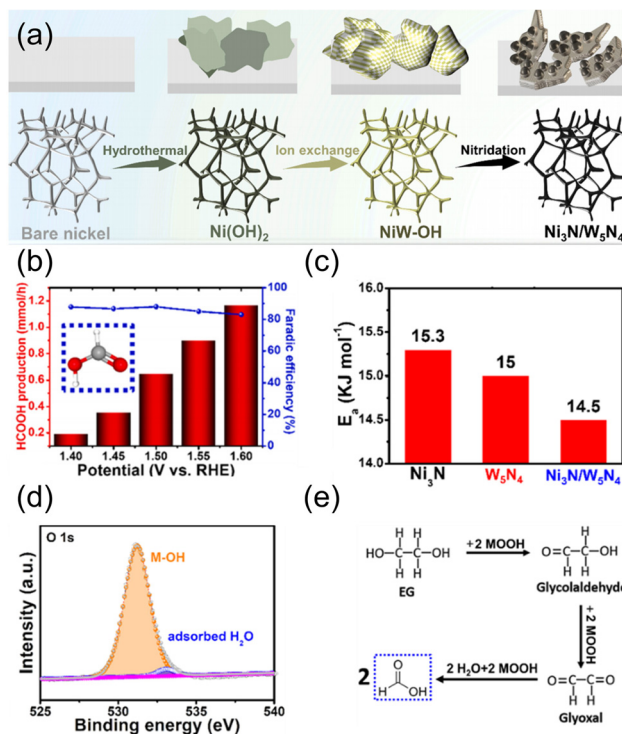 (a)
Hydrothermal
Ion exchange
Nitridation
Bare nickel
Ni(OH)₂
NiW-OH
Ni₃N/W₅N₄
(b)
HCOOH production (mmol/h)
1.2
1.0
0.8
0.6
0.4
0.2
100
80
60
40
20
0
Faradic efficiency (%)
1.40 1.45 1.50 1.55 1.60
Potential (V vs. RHE)
(c)
Eₐ (KJ mol⁻¹)
16.0
15.5
15.0
14.5
14.0
15.3
15
14.5
Ni₃N W₅N₄ Ni₃N/W₅N₄
(d)
O 1s
M-OH
adsorbed H₂O
Intensity (a.u.)
525 530 535 540
Binding energy (eV)
(e)
H H
HO-C-C-OH
H H
EG
+2 MOOH
H
O=C-C-OH
H H
Glycolaldehyde
+2 MOOH
O=C-C=O
H H
Glyoxal
2 H₂O+2 MOOH
2
O
H OH